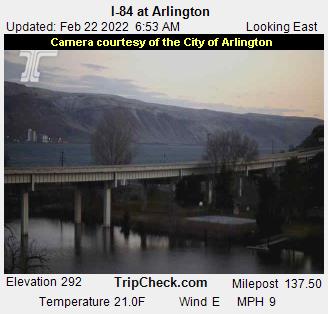 I-84 at Arlington
Updated: Feb 22 2022 6:53 AM Looking East
Camera courtesy of the City of Arlington
Elevation 292 TripCheck.com Milepost 137.50
Temperature 21.0F Wind E MPH 9